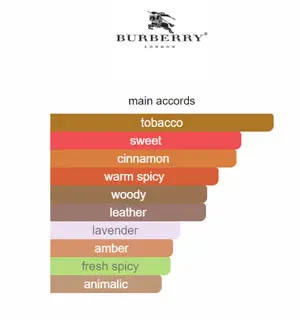 BURBERRY
LONDON
main accords
tobacco
sweet
cinnamon
warm spicy
woody
leather
lavender
amber
fresh spicy
animalic